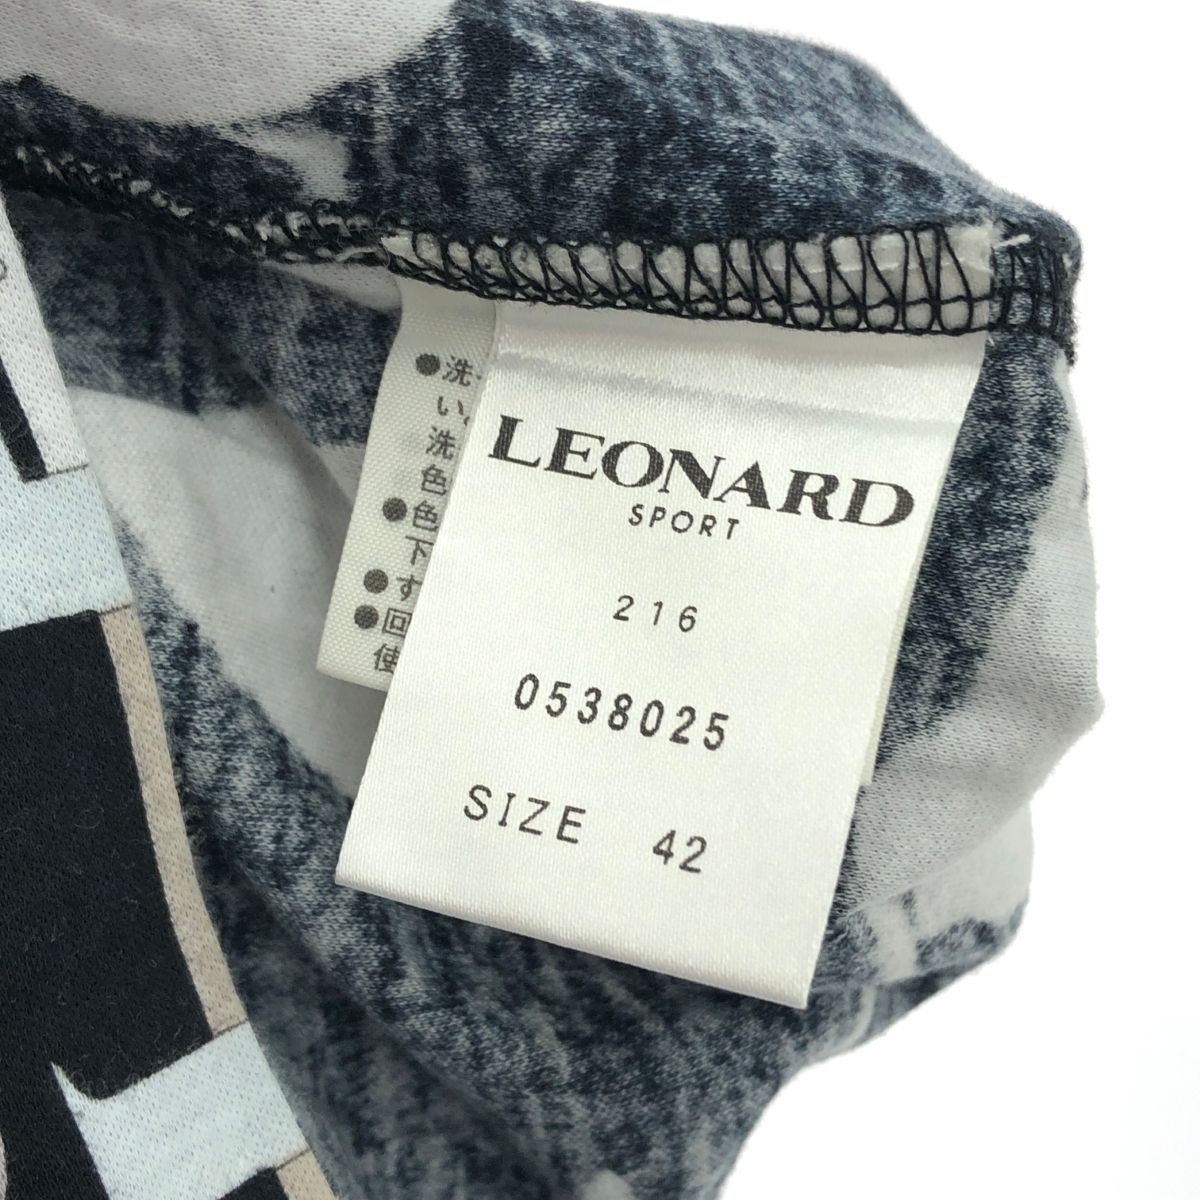 LEONARD
SPORT
216
0538025
SIZE 42
●洗
い
洗
色
●色
下
●す
●回
使